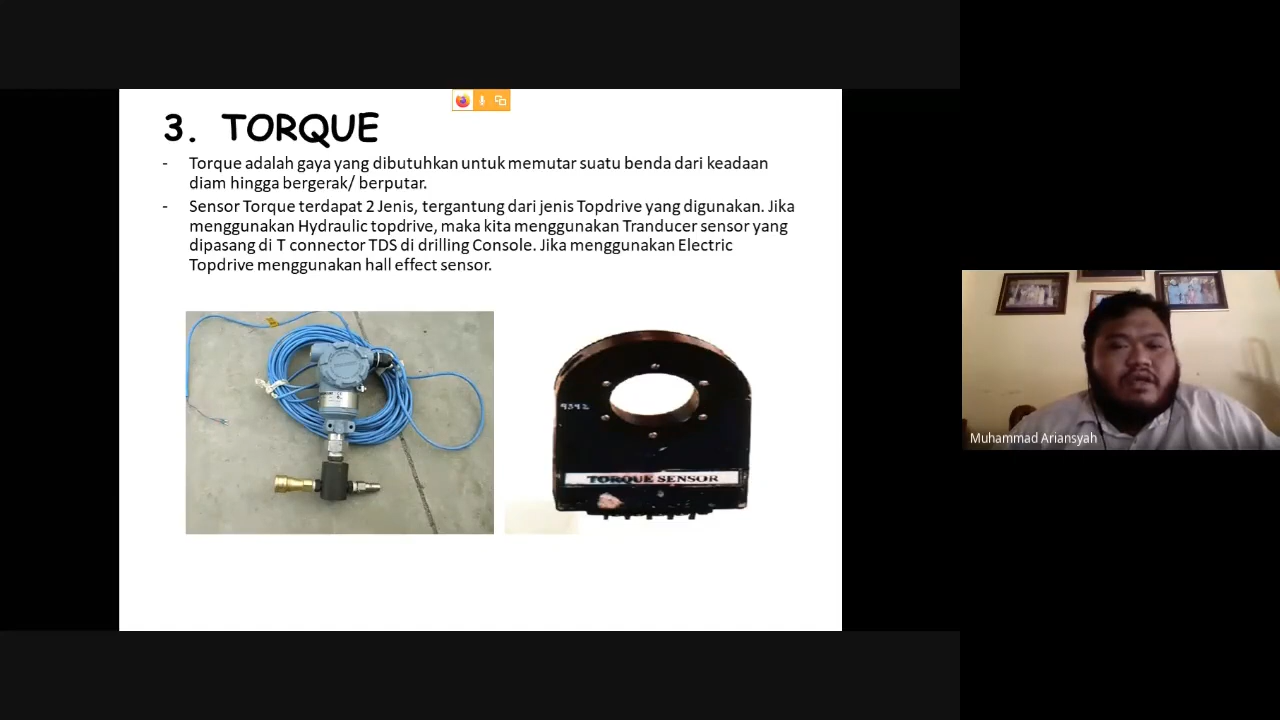 3. TORQUE
- Torque adalah gaya yang dibutuhkan untuk memutar suatu benda dari keadaan
diam hingga bergerak/ berputar.
- Sensor Torque terdapat 2 Jenis, tergantung dari jenis Topdrive yang digunakan. Jika
menggunakan Hydraulic topdrive, maka kita menggunakan Tranducer sensor yang
dipasang di T connector TDS di drilling Console. Jika menggunakan Electric
Topdrive menggunakan hall effect sensor.
9392
TORQUE SENSOR
Muhammad Ariansyah